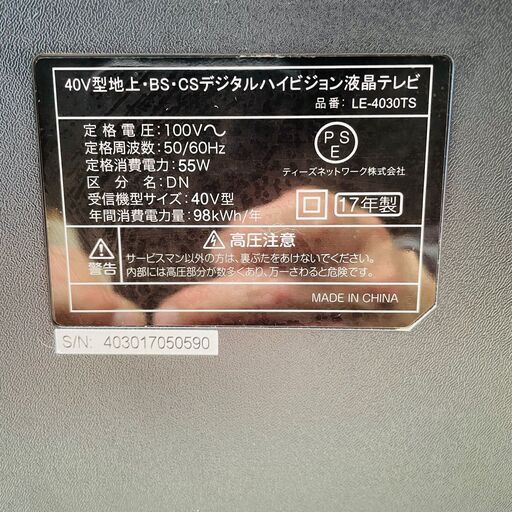 40V型地上・BS・CSデジタルハイビジョン液晶テレビ
品番: LE-4030TS
定格電圧:100V～
定格周波数:50/60Hz
定格消費電力:55W
区分名:DN
受信機型サイズ:40V型
年間消費電力量:98kWh/年
PSE
ティーズネットワーク株式会社
17年製
警告
高圧注意
サービスマン以外の方は、裏ぶたをあけないでください。
内部には高圧部分が数多くあり、万一さわると危険です。
MADE IN CHINA
S/N: 403017050590